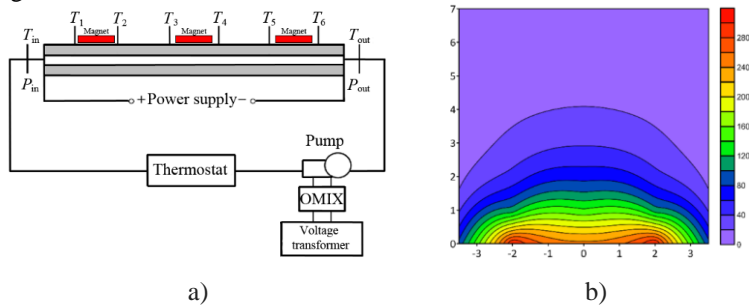 T1 Magnet T2 T3 Magnet T4 T5 Magnet T6
Tin Tout
Pin Pout
+Power supply−
Pump
Thermostat
OMIX
Voltage
transformer
a)
7
6
5
4
3
2
1
0
-3 -2 -1 0 1 2 3
280
240
200
160
120
80
40
0
b)